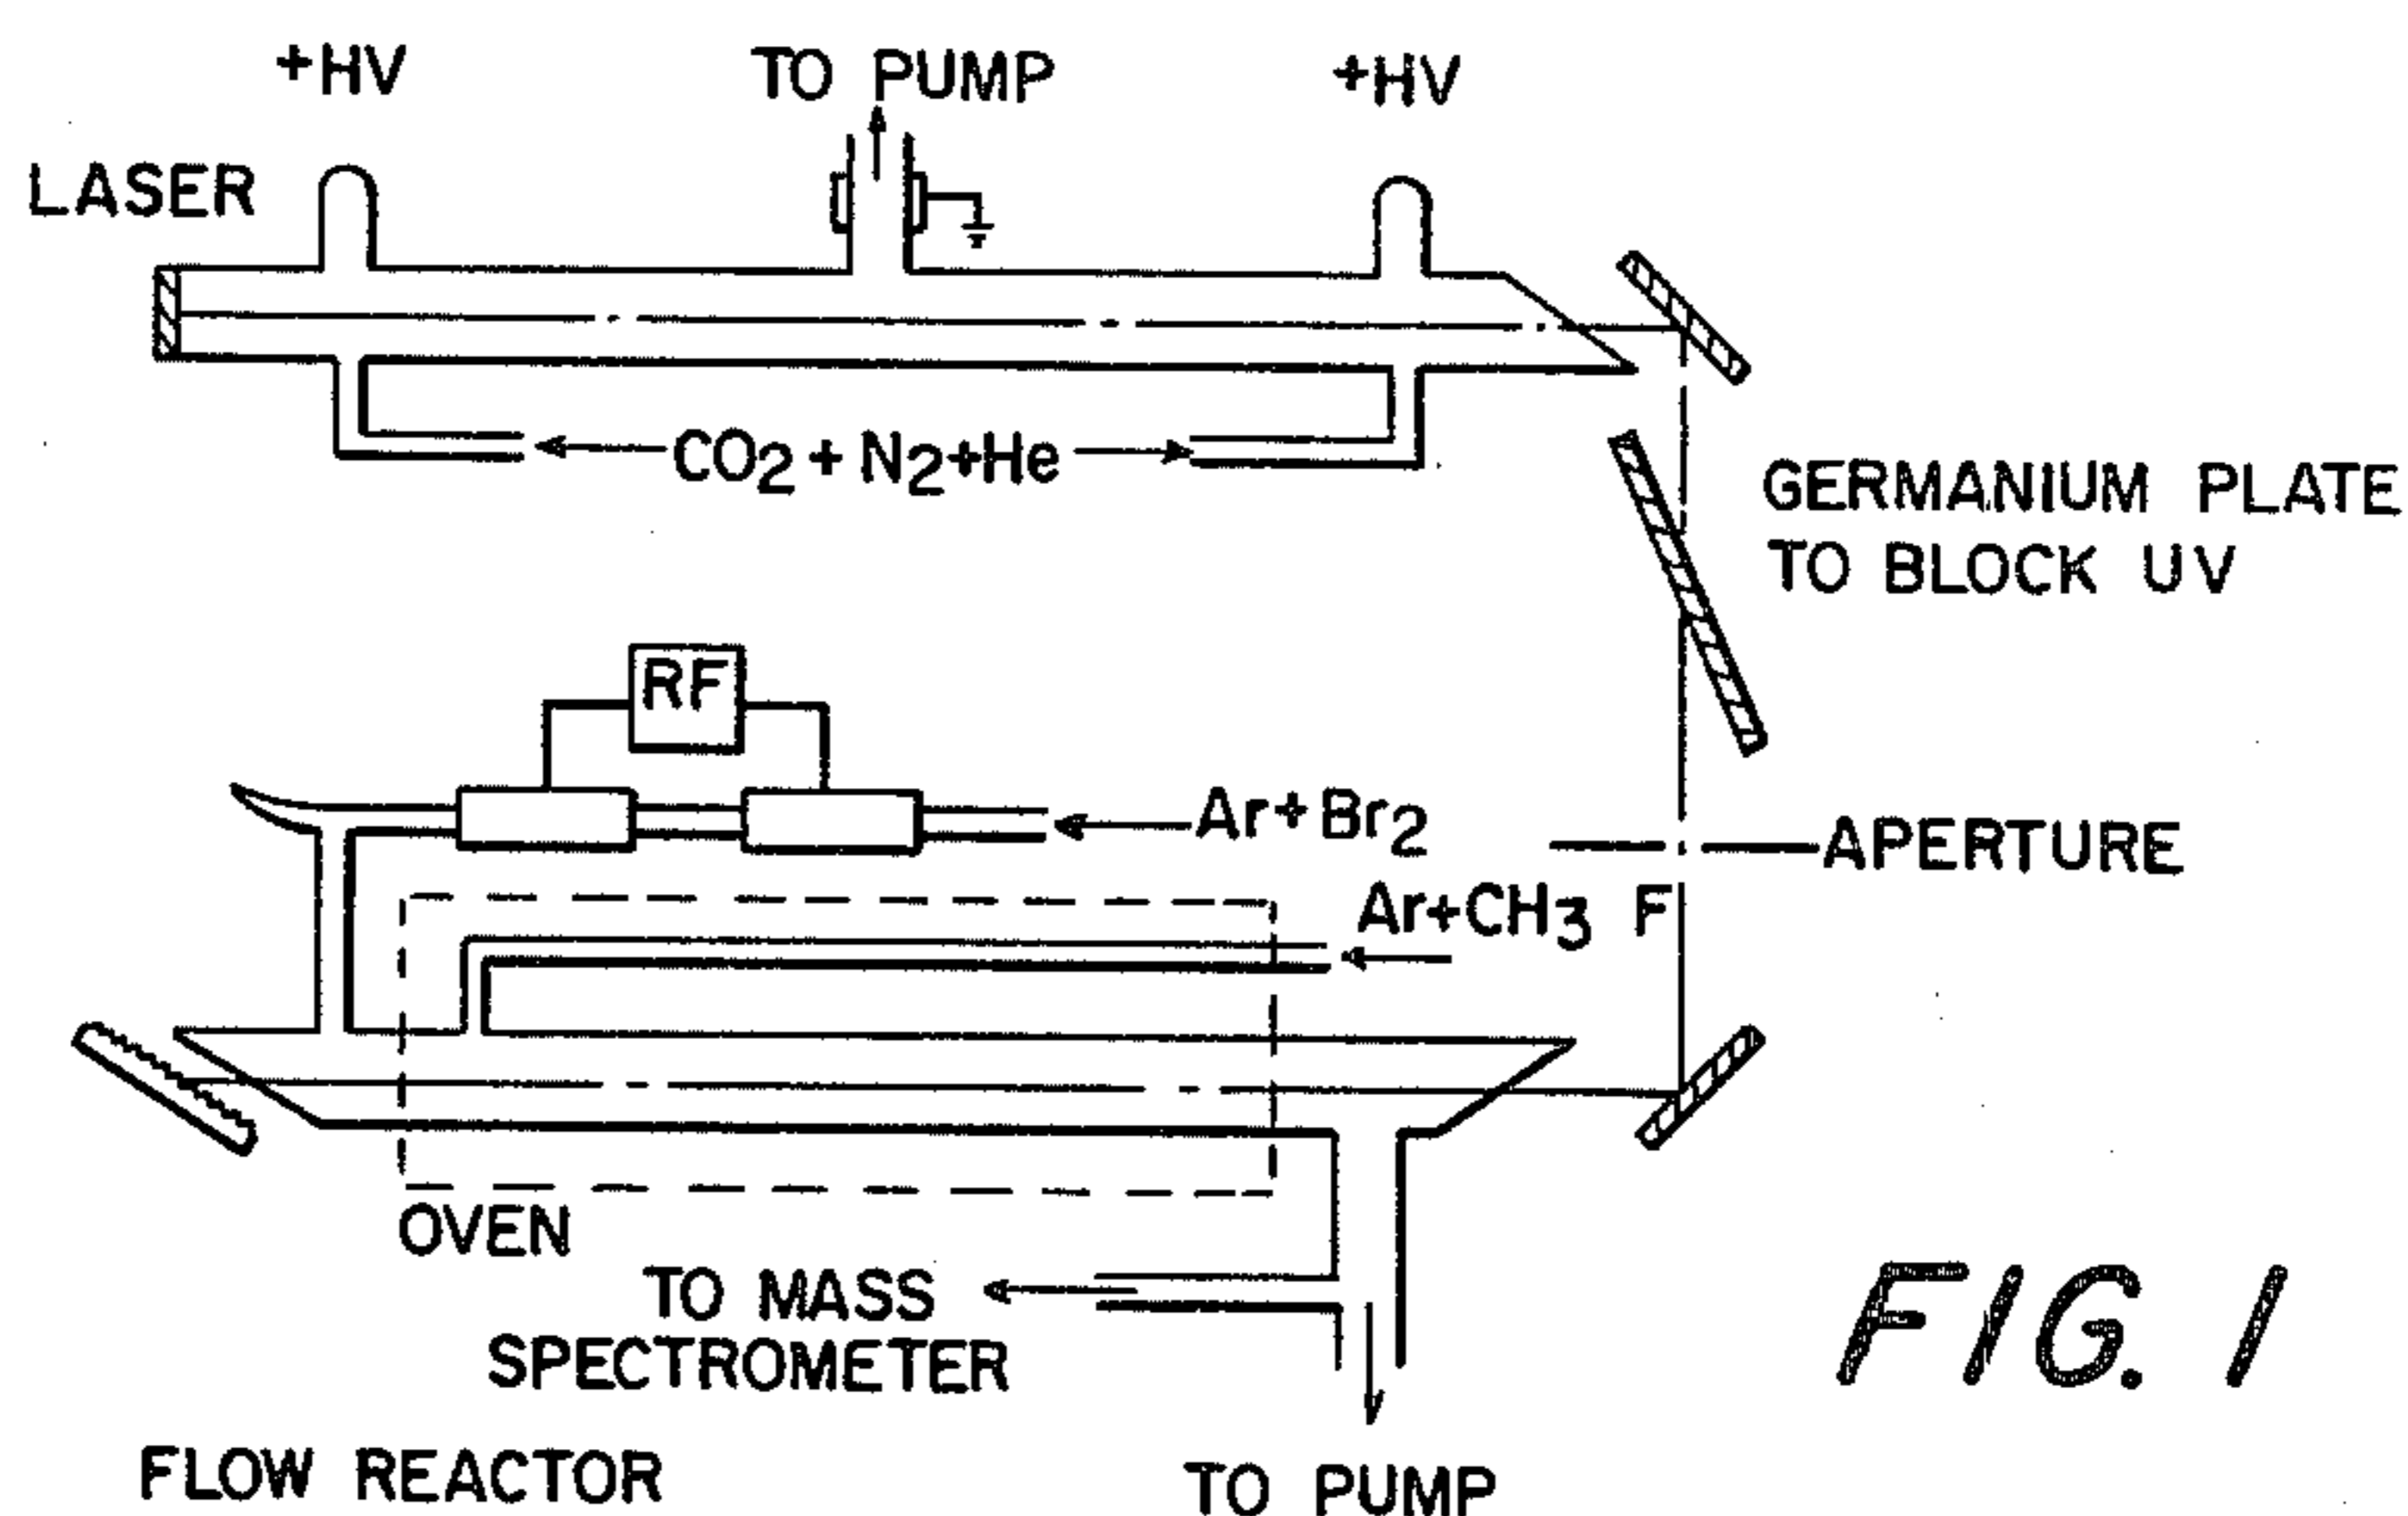 +HV
TO PUMP
+HV
LASER
CO2 + N2+He
GERMANIUM PLATE
TO BLOCK UV
RF
Ar+Br2
APERTURE
Ar+CH3 F
OVEN
TO MASS
SPECTROMETER
FIG. 1
FLOW REACTOR
TO PUMP